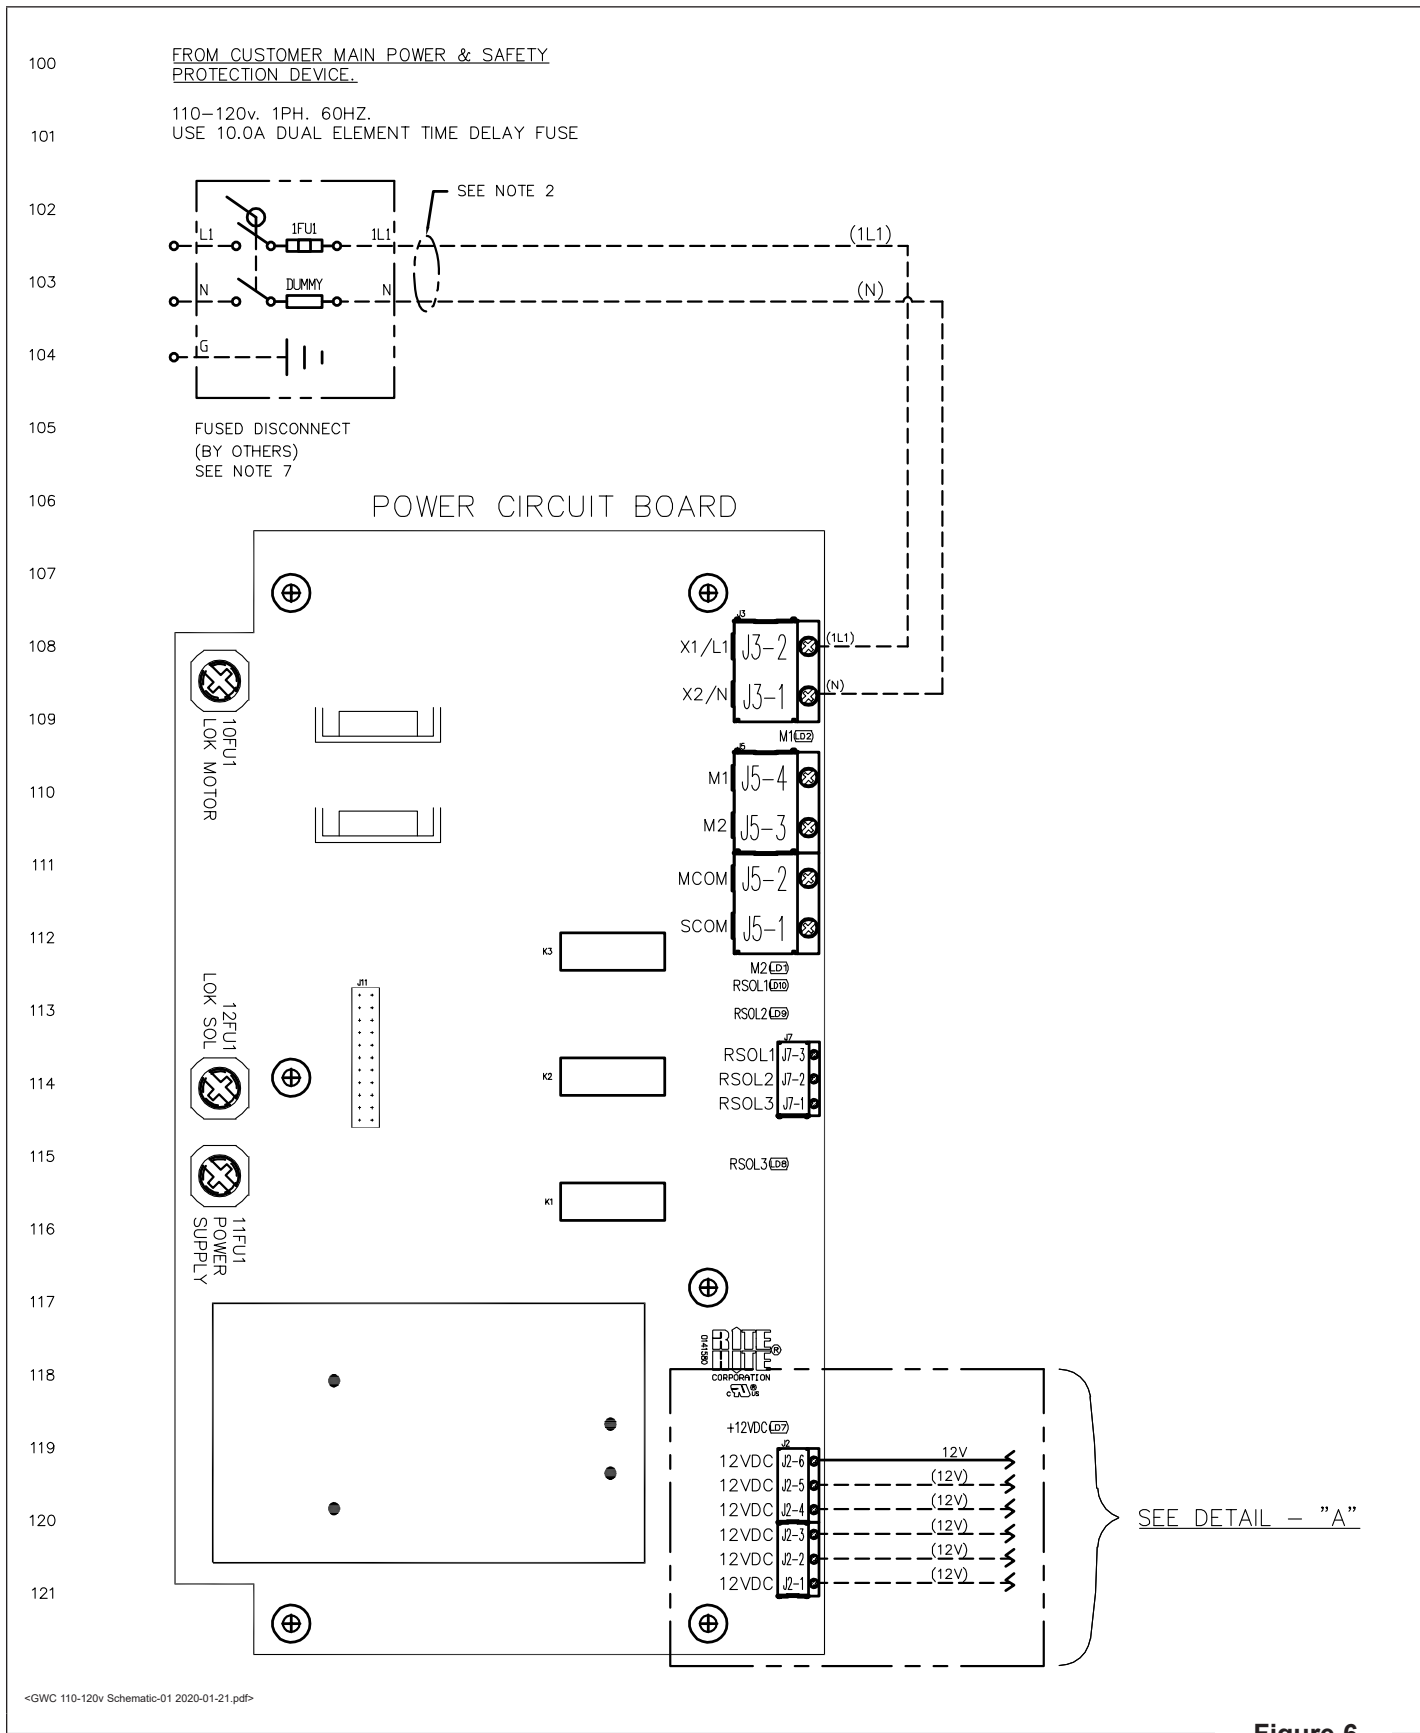 100
FROM CUSTOMER MAIN POWER & SAFETY
PROTECTION DEVICE.
110-120v. 1PH. 60HZ.
101
USE 10.0A DUAL ELEMENT TIME DELAY FUSE
SEE NOTE 2
102
L1
1FU1
1L1
(1L1)
103
N
DUMMY
N
(N)
104
G
105
FUSED DISCONNECT
(BY OTHERS)
SEE NOTE 7
106
POWER CIRCUIT BOARD
107
J3
108
X1/L1
J3-2
(1L1)
X2/N
J3-1
(N)
109
10FU1
LOK MOTOR
M1 LD2
J5
110
M1
J5-4
M2
J5-3
111
MCOM
J5-2
SCOM
J5-1
112
K3
M2 LD1
J11
RSOL1 LD10
113
12FU1
LOK SOL
RSOL2 LD9
J7
RSOL1
J7-3
114
K2
RSOL2
J7-2
RSOL3
J7-1
115
RSOL3 LD8
K1
116
11FU1
POWER
SUPPLY
117
0141580
RITE
HITE®
118
CORPORATION
c UR® US
+12VDC LD7
119
J2
12VDC
J2-6
12V
12VDC
J2-5
(12V)
12VDC
J2-4
(12V)
120
SEE DETAIL - "A"
12VDC
J2-3
(12V)
12VDC
J2-2
(12V)
12VDC
J2-1
(12V)
121
<GWC 110-120v Schematic-01 2020-01-21.pdf>
Figure 6